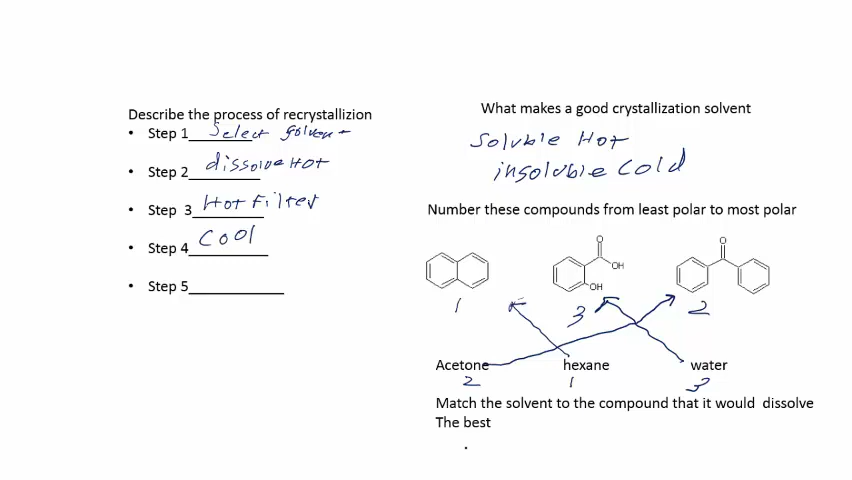 Describe the process of recrystallizion
• Step 1 Select solvent
• Step 2 dissolve Hot
• Step 3 Hot Filter
• Step 4 Cool
• Step 5
What makes a good crystallization solvent
Soluble Hot
insoluble Cold
Number these compounds from least polar to most polar
O OH OH O
1 3 2
Acetone hexane water
2 1 3
Match the solvent to the compound that it would dissolve
The best